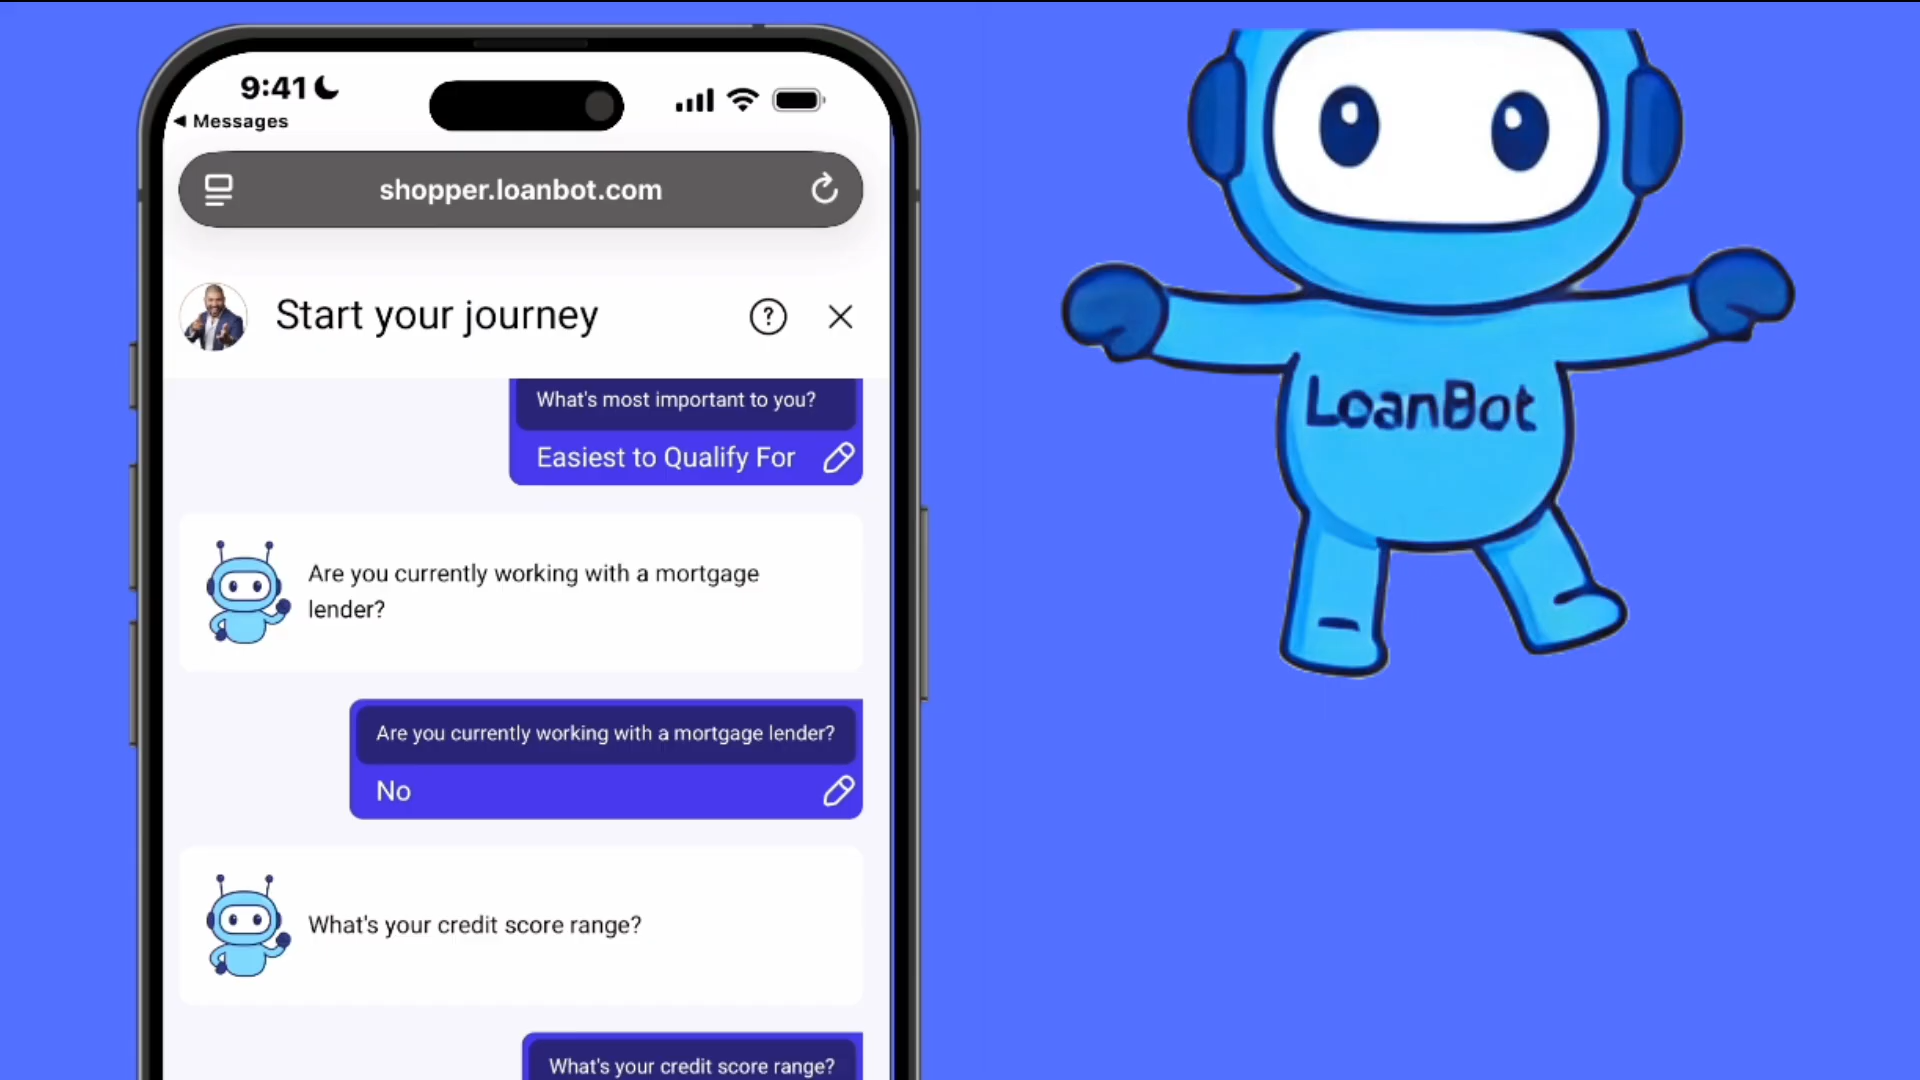 9:41
Messages
shopper.loanbot.com
Start your journey
What's most important to you?
Easiest to Qualify For
Are you currently working with a mortgage
lender?
Are you currently working with a mortgage lender?
No
What's your credit score range?
What's your credit score range?
LoanBot